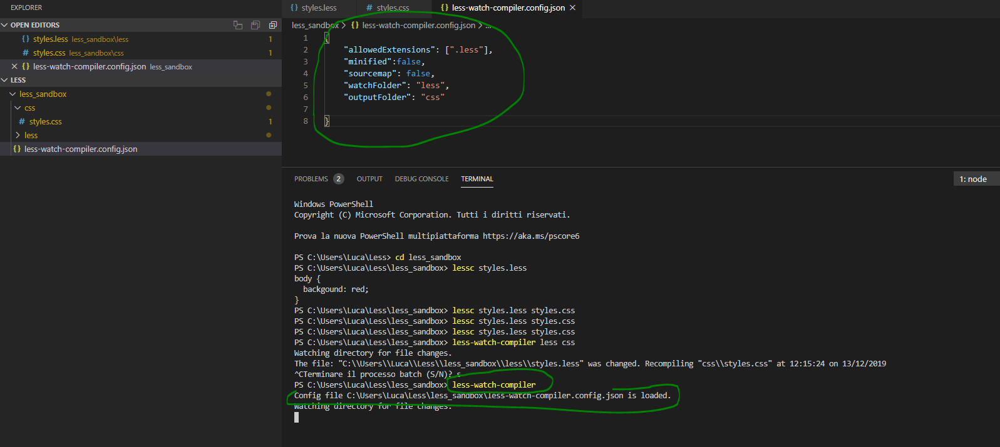 EXPLORER
OPEN EDITORS
styles.less less_sandbox\less 1
styles.css less_sandbox\css 1
less-watch-compiler.config.json less_sandbox
LESS
less_sandbox
css
styles.css 1
less
less-watch-compiler.config.json
styles.less styles.css less-watch-compiler.config.json
less_sandbox > {} less-watch-compiler.config.json > ...
1 {
2 "allowedExtensions": [".less"],
3 "minified":false,
4 "sourcemap": false,
5 "watchFolder": "less",
6 "outputFolder": "css"
7
8 }
PROBLEMS 2 OUTPUT DEBUG CONSOLE TERMINAL 1: node
Windows PowerShell
Copyright (C) Microsoft Corporation. Tutti i diritti riservati.
Prova la nuova PowerShell multipiattaforma https://aka.ms/pscore6
PS C:\Users\Luca\Less> cd less_sandbox
PS C:\Users\Luca\Less\less_sandbox> lessc styles.less
body {
backgound: red;
}
PS C:\Users\Luca\Less\less_sandbox> lessc styles.less styles.css
PS C:\Users\Luca\Less\less_sandbox> lessc styles.less styles.css
PS C:\Users\Luca\Less\less_sandbox> lessc styles.less styles.css
PS C:\Users\Luca\Less\less_sandbox> less-watch-compiler less css
Watching directory for file changes.
The file: "C:\\Users\\Luca\\Less\\less_sandbox\\less\\styles.less" was changed. Recompiling "css\\styles.css" at 12:15:24 on 13/12/2019
^CTerminare il processo batch (S/N)? s
PS C:\Users\Luca\Less\less_sandbox> less-watch-compiler
Config file C:\Users\Luca\Less\less_sandbox\less-watch-compiler.config.json is loaded.
Watching directory for file changes.